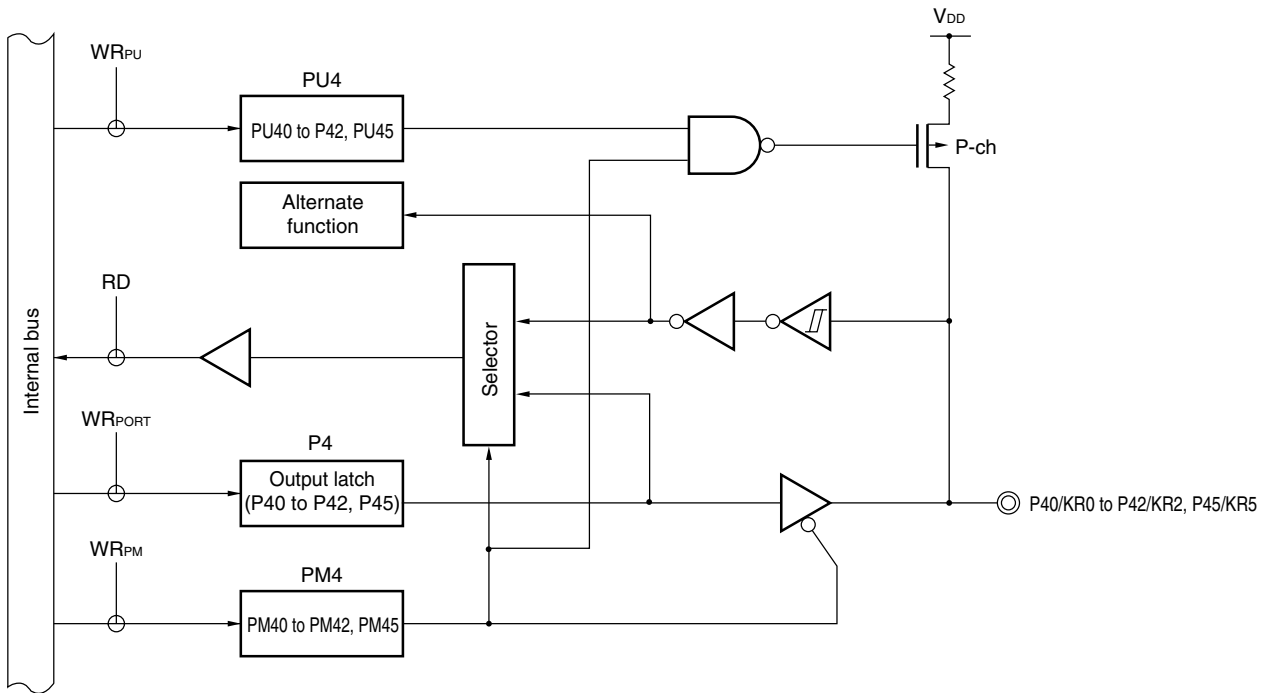 VDD
WRPU
PU4
PU40 to P42, PU45
P-ch
Alternate
function
RD
Selector
Internal bus
WRPORT
P4
Output latch
(P40 to P42, P45)
P40/KR0 to P42/KR2, P45/KR5
WRPM
PM4
PM40 to PM42, PM45